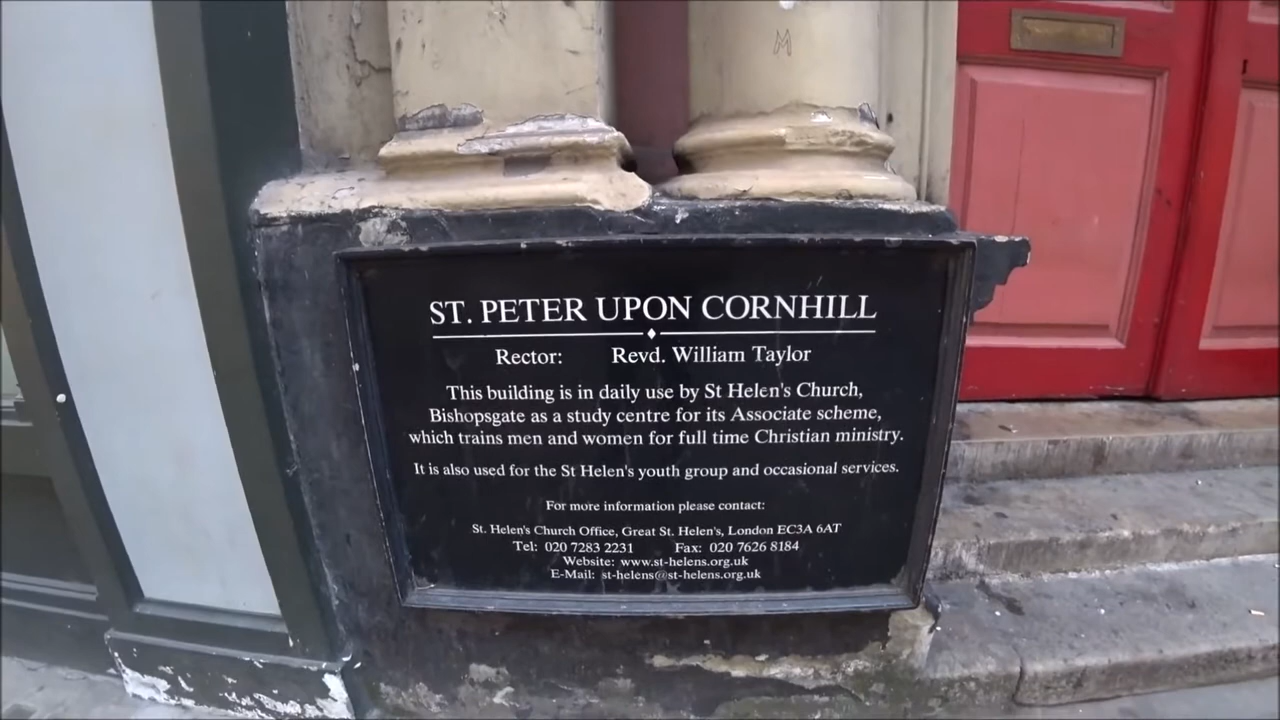 M
ST. PETER UPON CORNHILL
Rector: Revd. William Taylor
This building is in daily use by St Helen's Church,
Bishopsgate as a study centre for its Associate scheme,
which trains men and women for full time Christian ministry.
It is also used for the St Helen's youth group and occasional services.
For more information please contact:
St. Helen's Church Office, Great St. Helen's, London EC3A 6AT
Tel: 020 7283 2231 Fax: 020 7626 8184
Website: www.st-helens.org.uk
E-Mail: st-helens@st-helens.org.uk